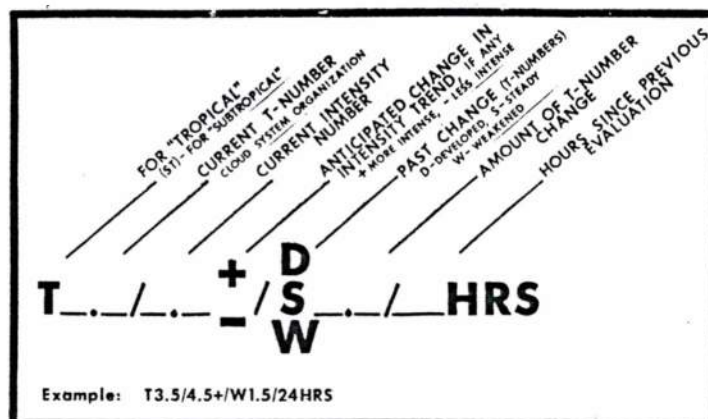 FOR "TROPICAL"
(ST)- FOR "SUBTROPICAL"
CURRENT T-NUMBER
CLOUD SYSTEM ORGANIZATION
CURRENT INTENSITY
NUMBER
ANTICIPATED CHANGE IN
INTENSITY TREND, IF ANY
+ MORE INTENSE, - LESS INTENSE
PAST CHANGE (T-NUMBERS)
D-DEVELOPED, S-STEADY
W-WEAKENED
AMOUNT OF T-NUMBER
CHANGE
HOURS SINCE PREVIOUS
EVALUATION
T_._/_._ + - / D S W _._/__HRS
Example: T3.5/4.5+/W1.5/24HRS